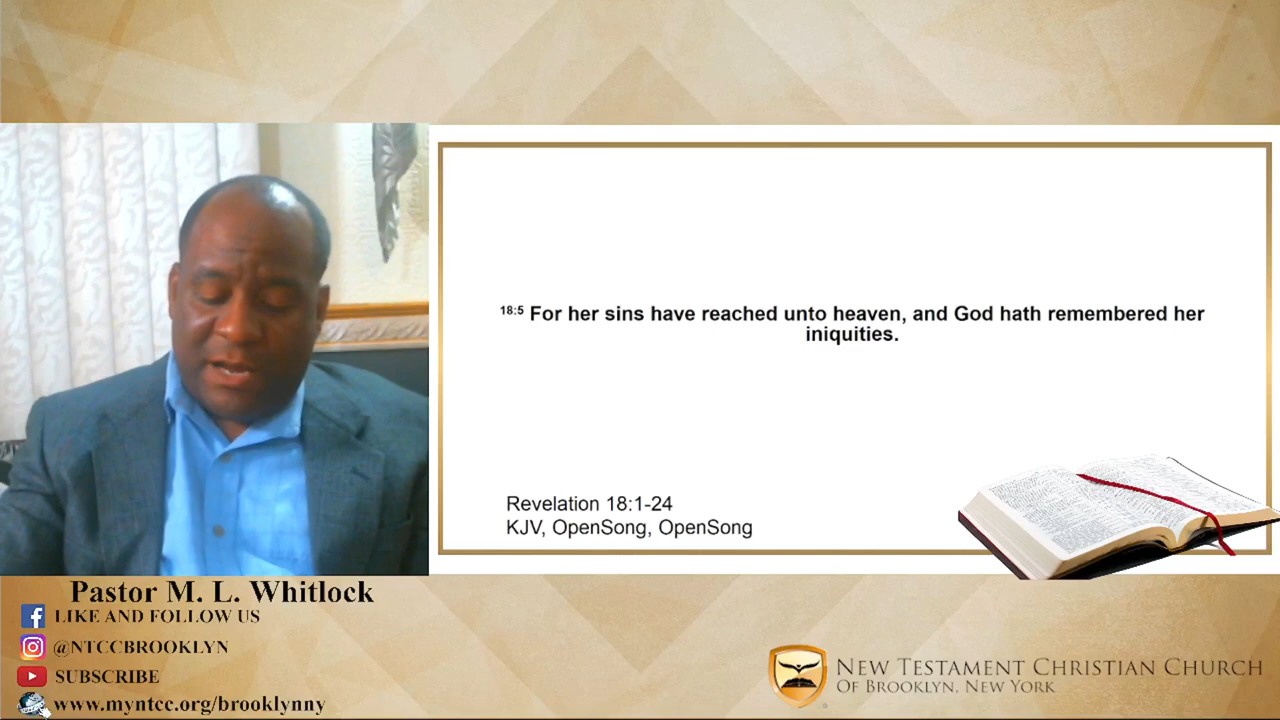 18:5 For her sins have reached unto heaven, and God hath remembered her
iniquities.
Revelation 18:1-24
KJV, OpenSong, OpenSong
Pastor M. L. Whitlock
LIKE AND FOLLOW US
@NTCCBROOKLYN
SUBSCRIBE
www.myntcc.org/brooklynny
New Testament Christian Church
Of Brooklyn, New York